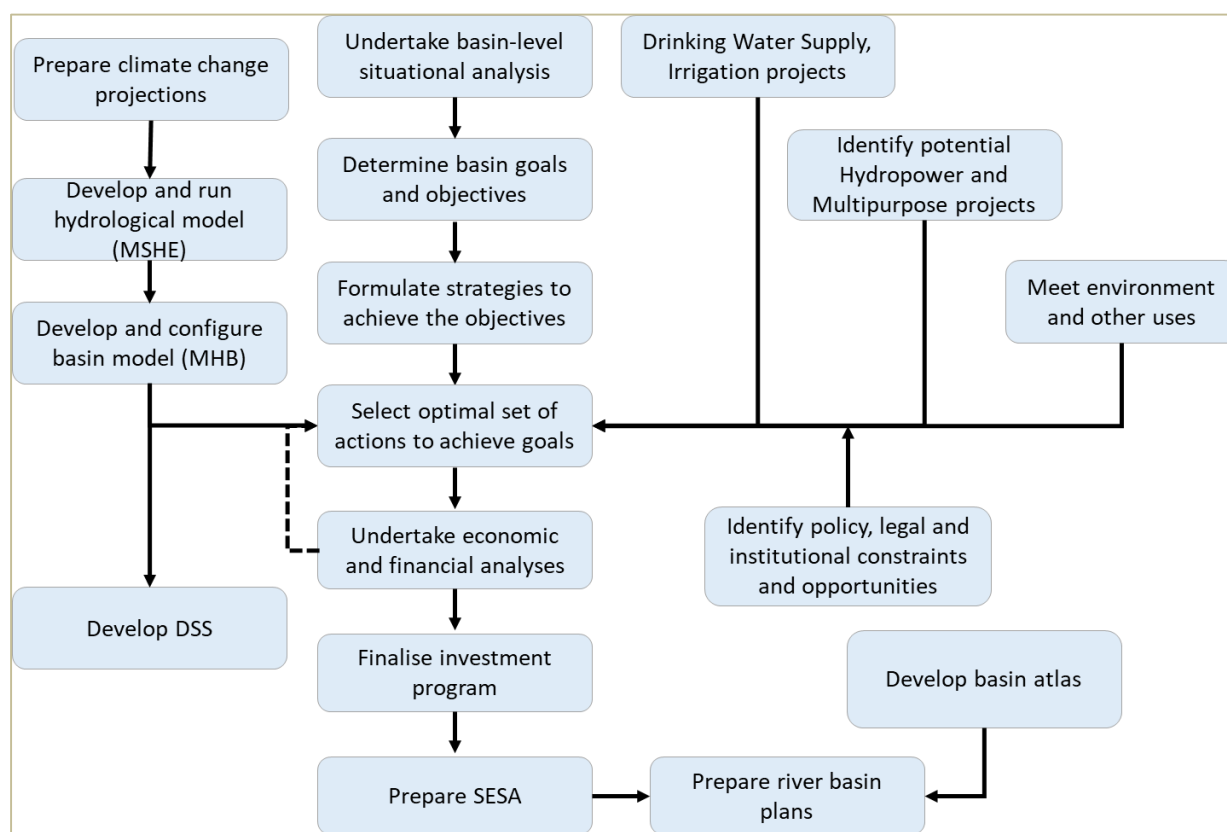 Prepare climate change
projections
Develop and run
hydrological model
(MSHE)
Develop and configure
basin model (MHB)
Develop DSS
Undertake basin-level
situational analysis
Determine basin goals
and objectives
Formulate strategies to
achieve the objectives
Select optimal set of
actions to achieve goals
Undertake economic
and financial analyses
Finalise investment
program
Prepare SESA
Drinking Water Supply,
Irrigation projects
Identify potential
Hydropower and
Multipurpose projects
Meet environment
and other uses
Identify policy, legal and
institutional constraints
and opportunities
Develop basin atlas
Prepare river basin
plans